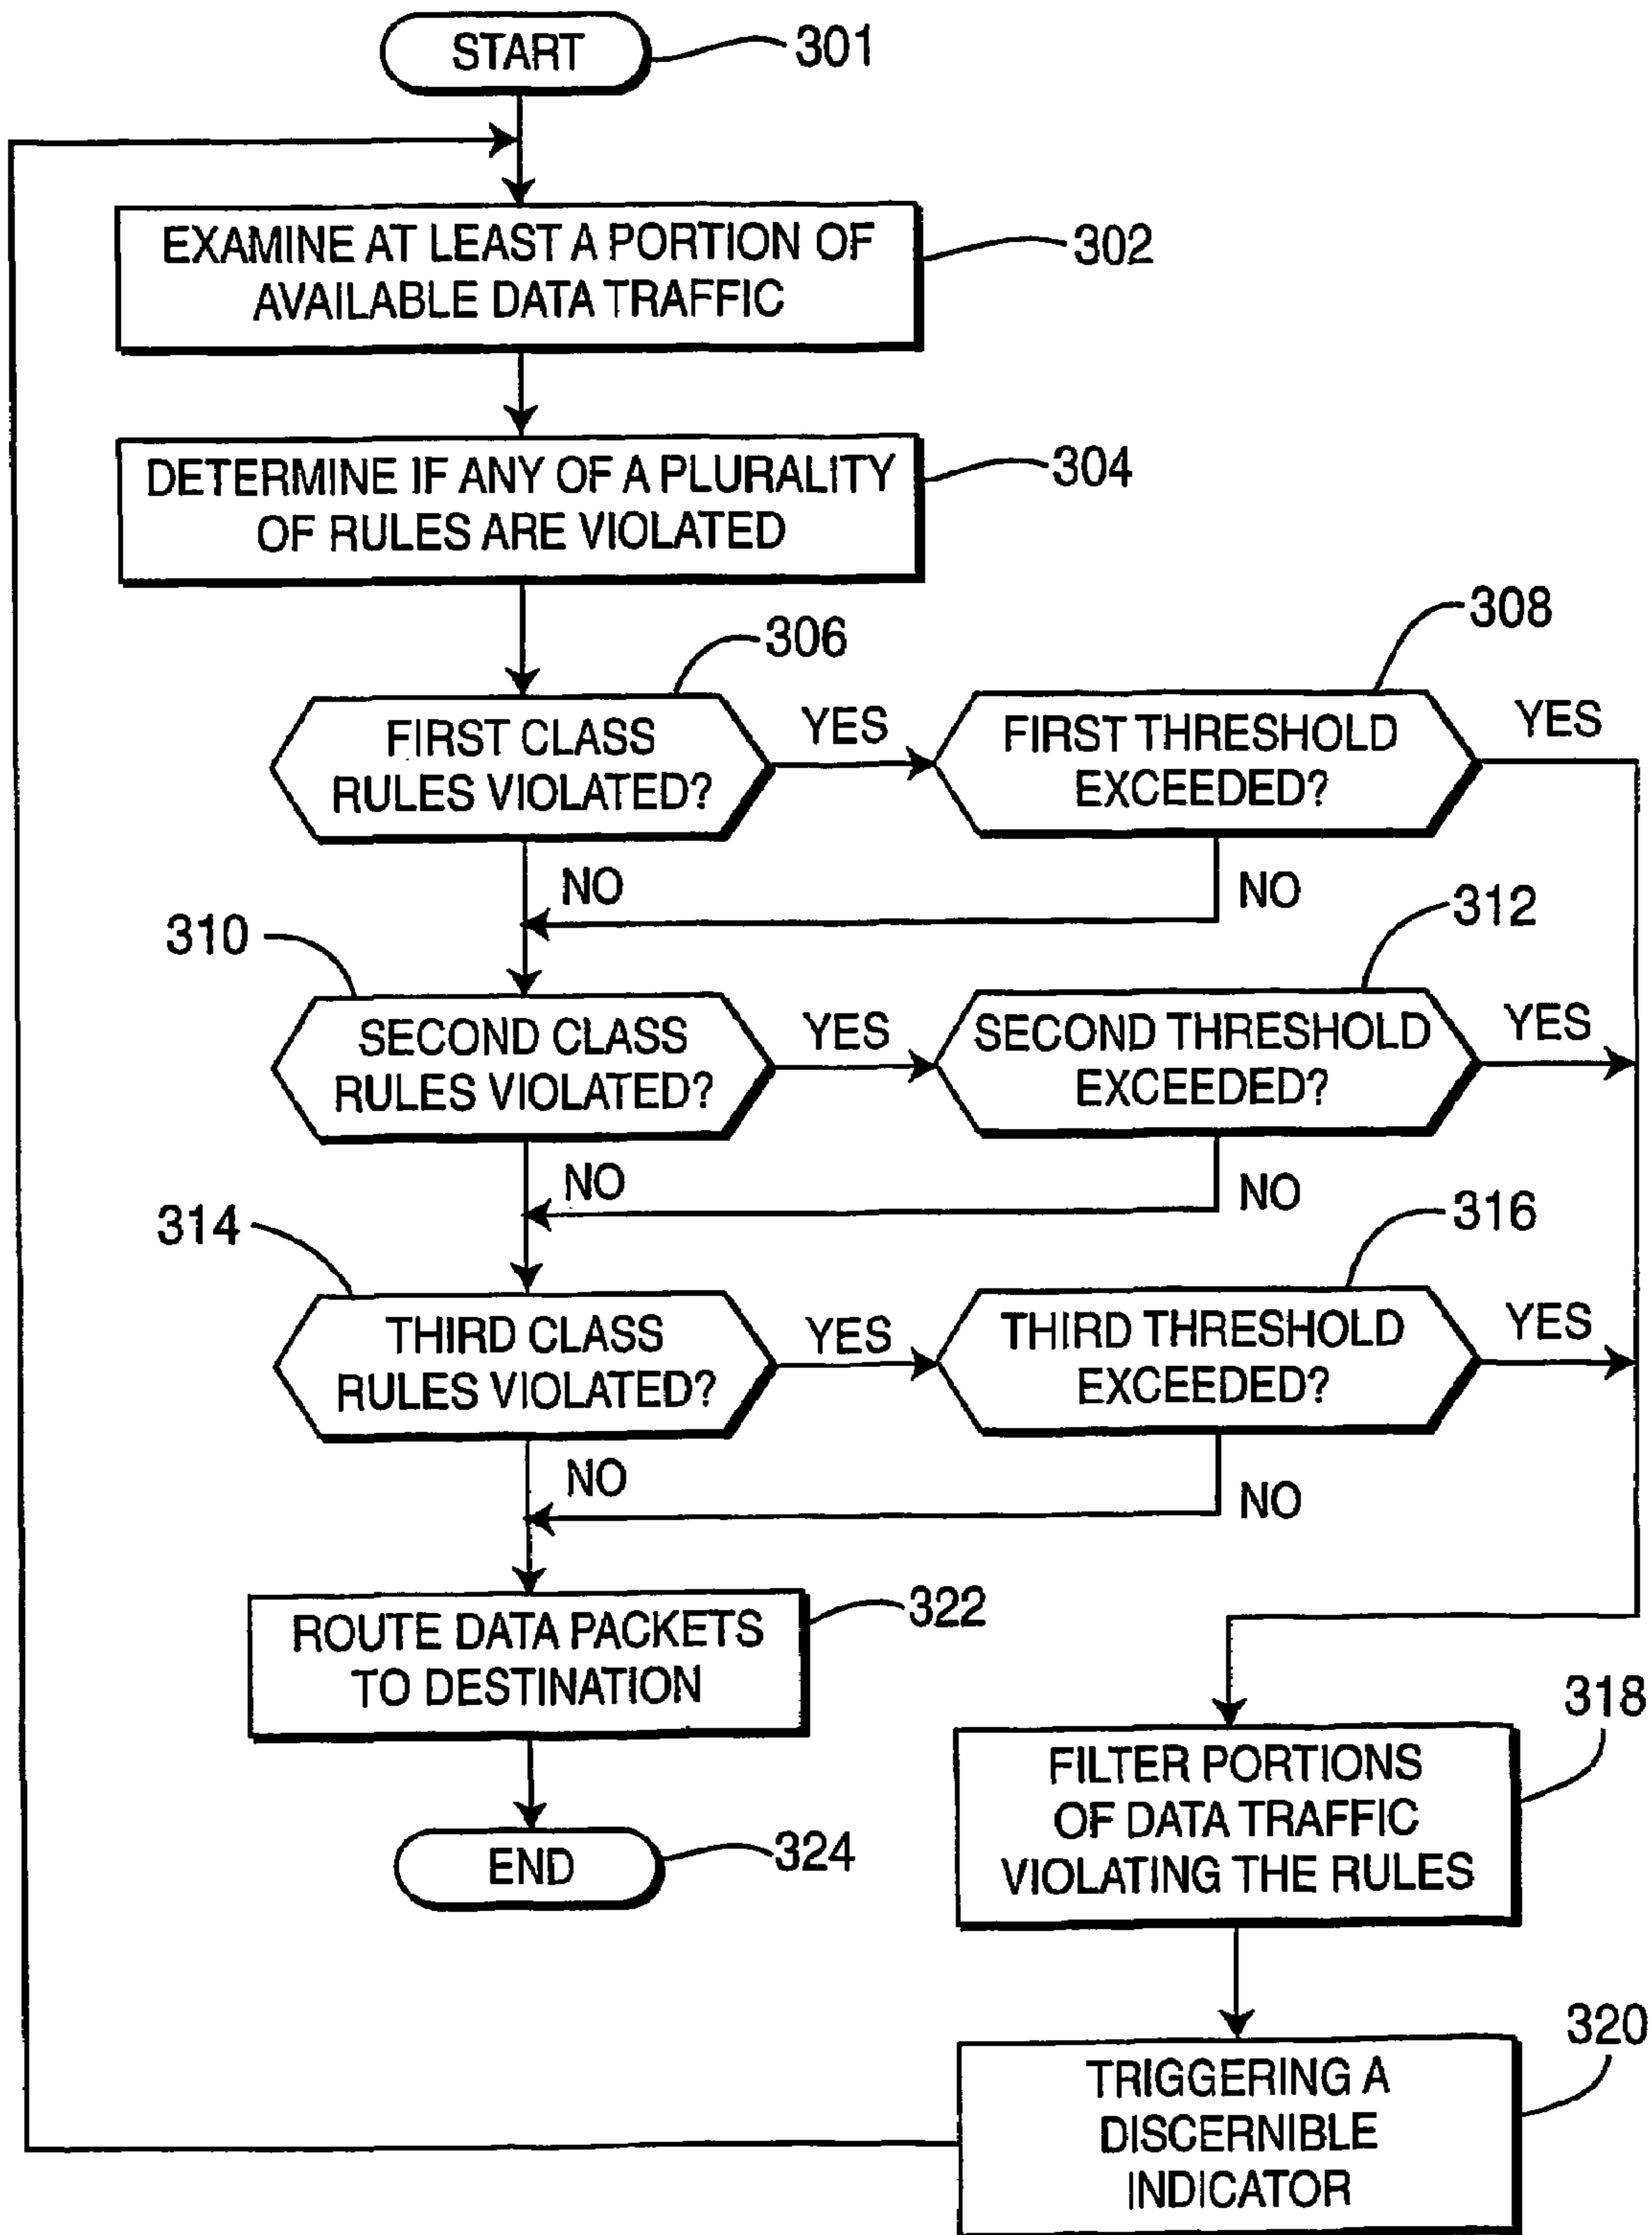 START
301
EXAMINE AT LEAST A PORTION OF
AVAILABLE DATA TRAFFIC
302
DETERMINE IF ANY OF A PLURALITY
OF RULES ARE VIOLATED
304
306
308
FIRST CLASS
RULES VIOLATED?
YES
FIRST THRESHOLD
EXCEEDED?
YES
NO
NO
310
312
SECOND CLASS
RULES VIOLATED?
YES
SECOND THRESHOLD
EXCEEDED?
YES
NO
NO
314
316
THIRD CLASS
RULES VIOLATED?
YES
THIRD THRESHOLD
EXCEEDED?
YES
NO
NO
ROUTE DATA PACKETS
TO DESTINATION
322
318
FILTER PORTIONS
OF DATA TRAFFIC
VIOLATING THE RULES
END
324
320
TRIGGERING A
DISCERNIBLE
INDICATOR